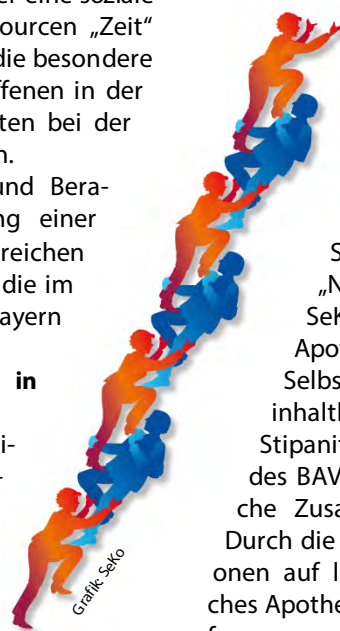 er eine soziale
ourcen „Zeit“
die besondere
ffenen in der
ten bei der
n.
und Bera-
ng einer
reichen
die im
ayern
in
i-
-
Grafik: SeKo
S
„N
SeK
Apot
Selbs
inhaltl
Stipanit
des BAV
che Zusa
Durch die
onen auf I
ches Apothe